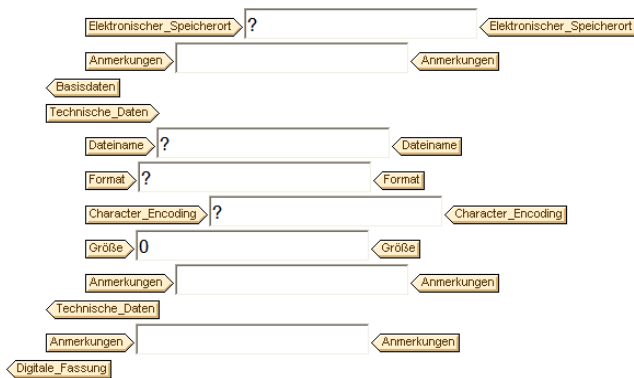 Elektronischer_Speicherort ? Elektronischer_Speicherort
Anmerkungen Anmerkungen
Basisdaten
Technische_Daten
Dateiname ? Dateiname
Format ? Format
Character_Encoding ? Character_Encoding
Größe 0 Größe
Anmerkungen Anmerkungen
Technische_Daten
Anmerkungen Anmerkungen
Digitale_Fassung